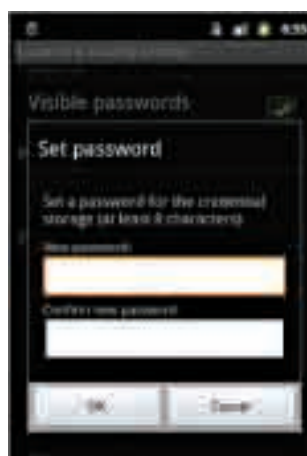 Visible passwords
Set password
Set a password for the credential
storage (at least 8 characters)
New password:
Confirm new password:
OK
Cancel